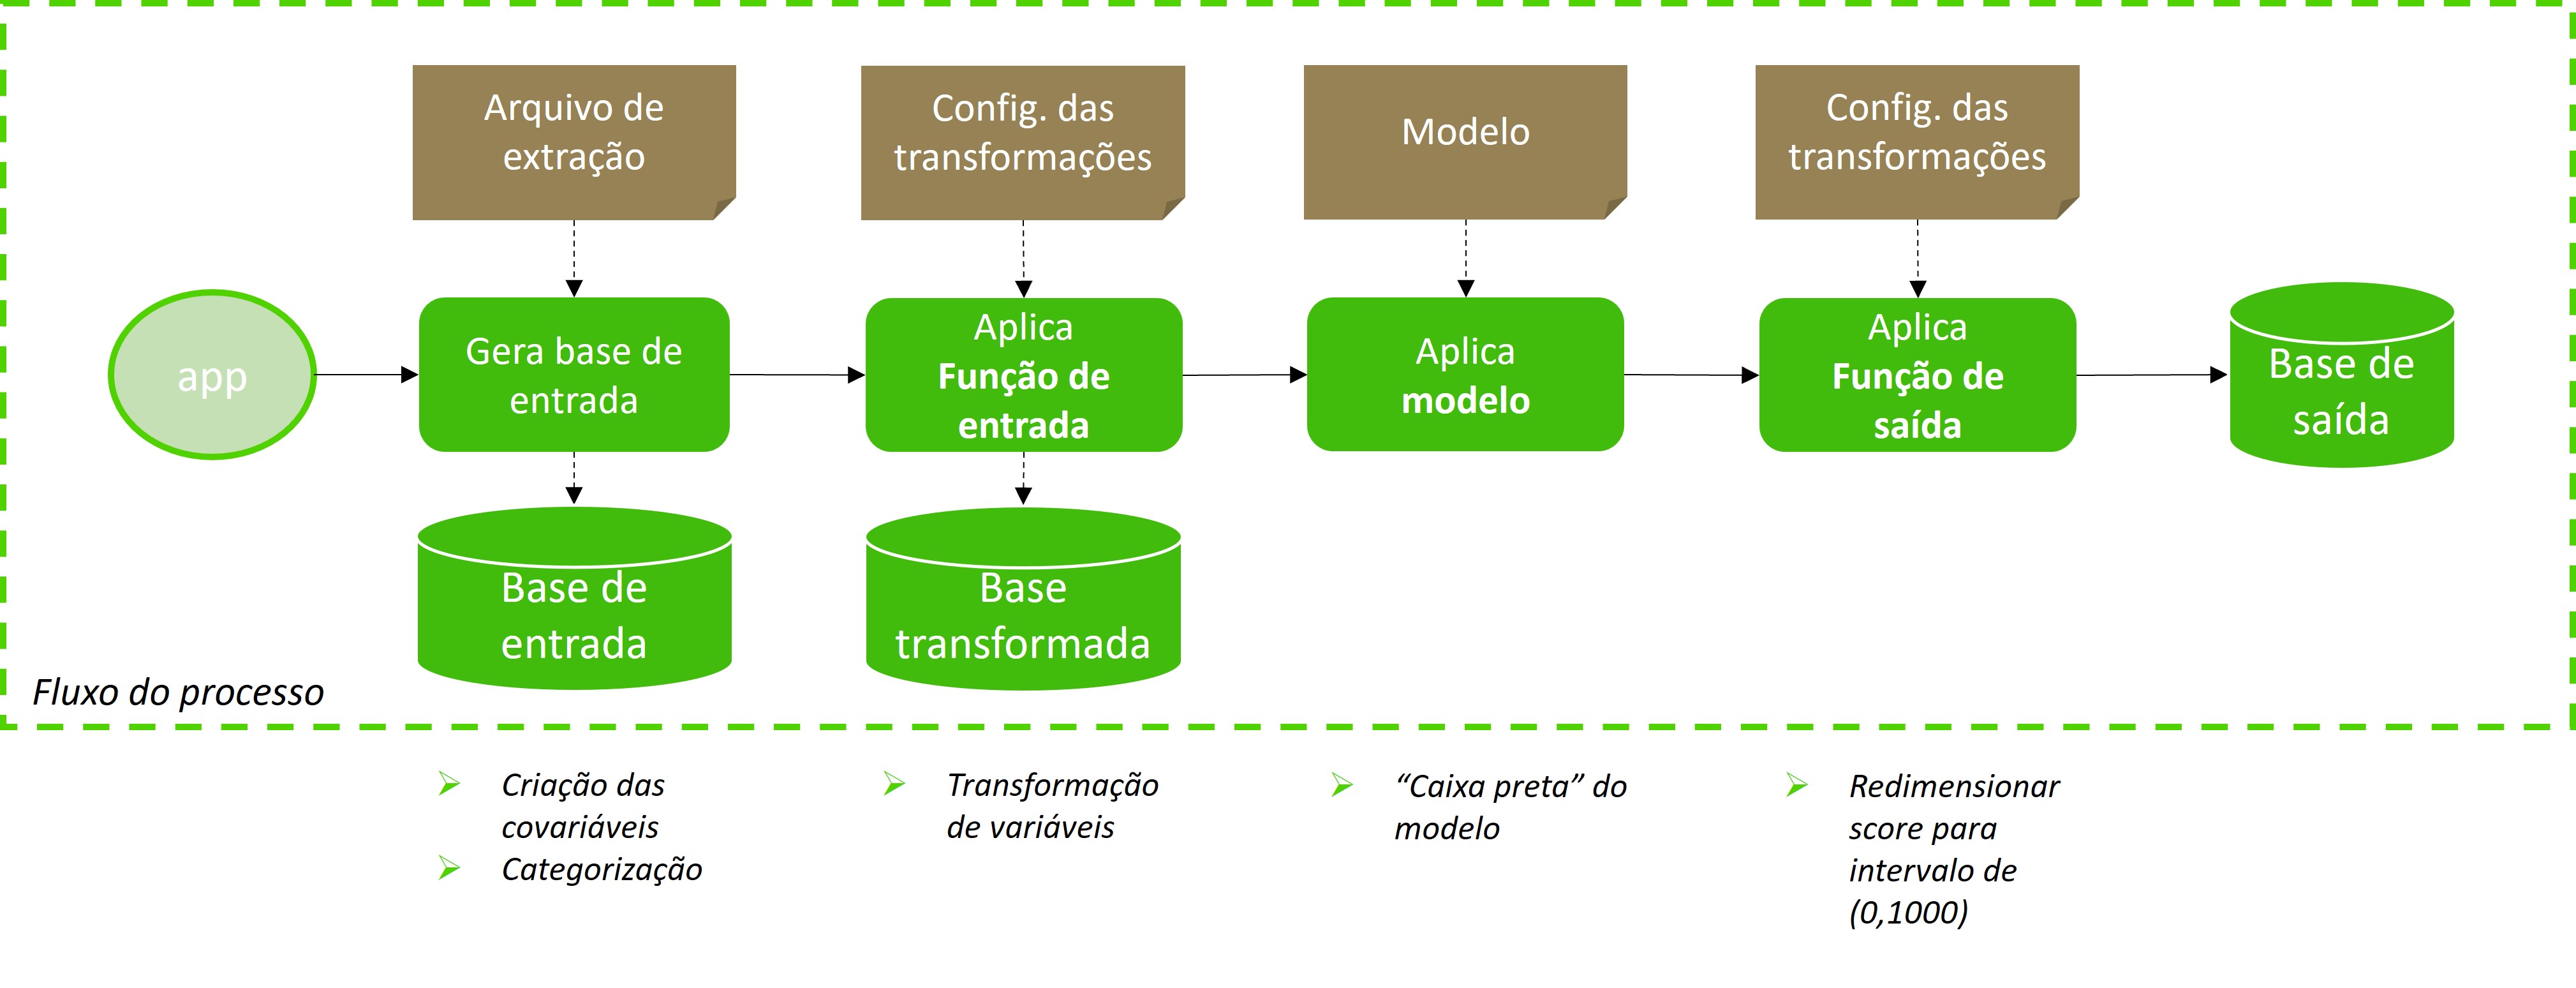 Arquivo de
extração
Config. das
transformações
Modelo
Config. das
transformações
app
Gera base de
entrada
Aplica
Função de
entrada
Aplica
modelo
Aplica
Função de
saída
Base de
saída
Base de
entrada
Base
transformada
Fluxo do processo
Criação das
covariáveis
Categorização
Transformação
de variáveis
“Caixa preta” do
modelo
Redimensionar
score para
intervalo de
(0,1000)